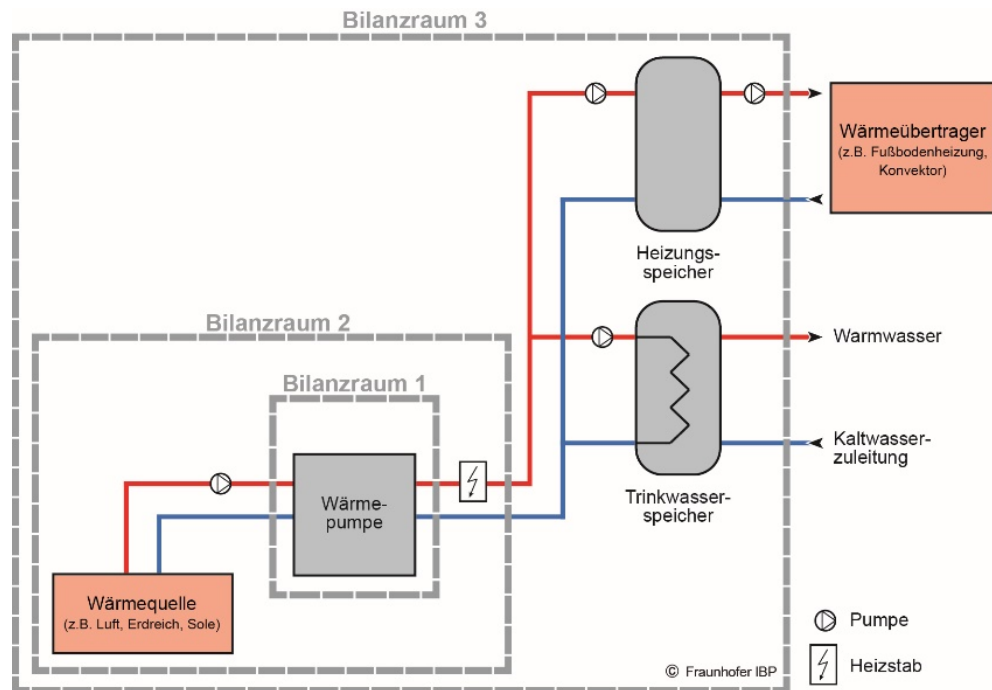 Bilanzraum 3
Wärmeübertrager
(z.B. Fußbodenheizung,
Konvektor)
Heizungs-
speicher
Bilanzraum 2
Warmwasser
Bilanzraum 1
Kaltwasser-
zuleitung
Wärme-
pumpe
Trinkwasser-
speicher
Wärmequelle
(z.B. Luft, Erdreich, Sole)
Pumpe
Heizstab
© Fraunhofer IBP